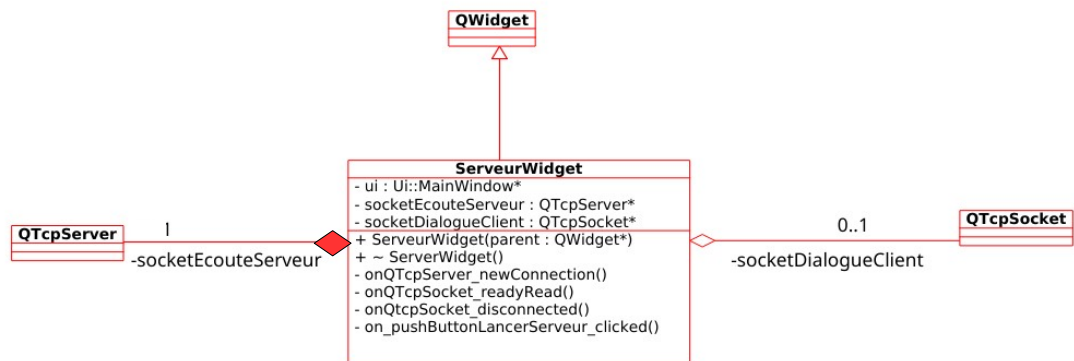 QWidget
ServeurWidget
- ui : Ui::MainWindow*
- socketEcouteServeur : QTcpServer*
- socketDialogueClient : QTcpSocket*
+ ServeurWidget(parent : QWidget*)
+ ~ ServerWidget()
- onQTcpServer_newConnection()
- onQTcpSocket_readyRead()
- onQtcpSocket_disconnected()
- on_pushButtonLancerServeur_clicked()
QTcpServer
1
-socketEcouteServeur
0..1
-socketDialogueClient
QTcpSocket